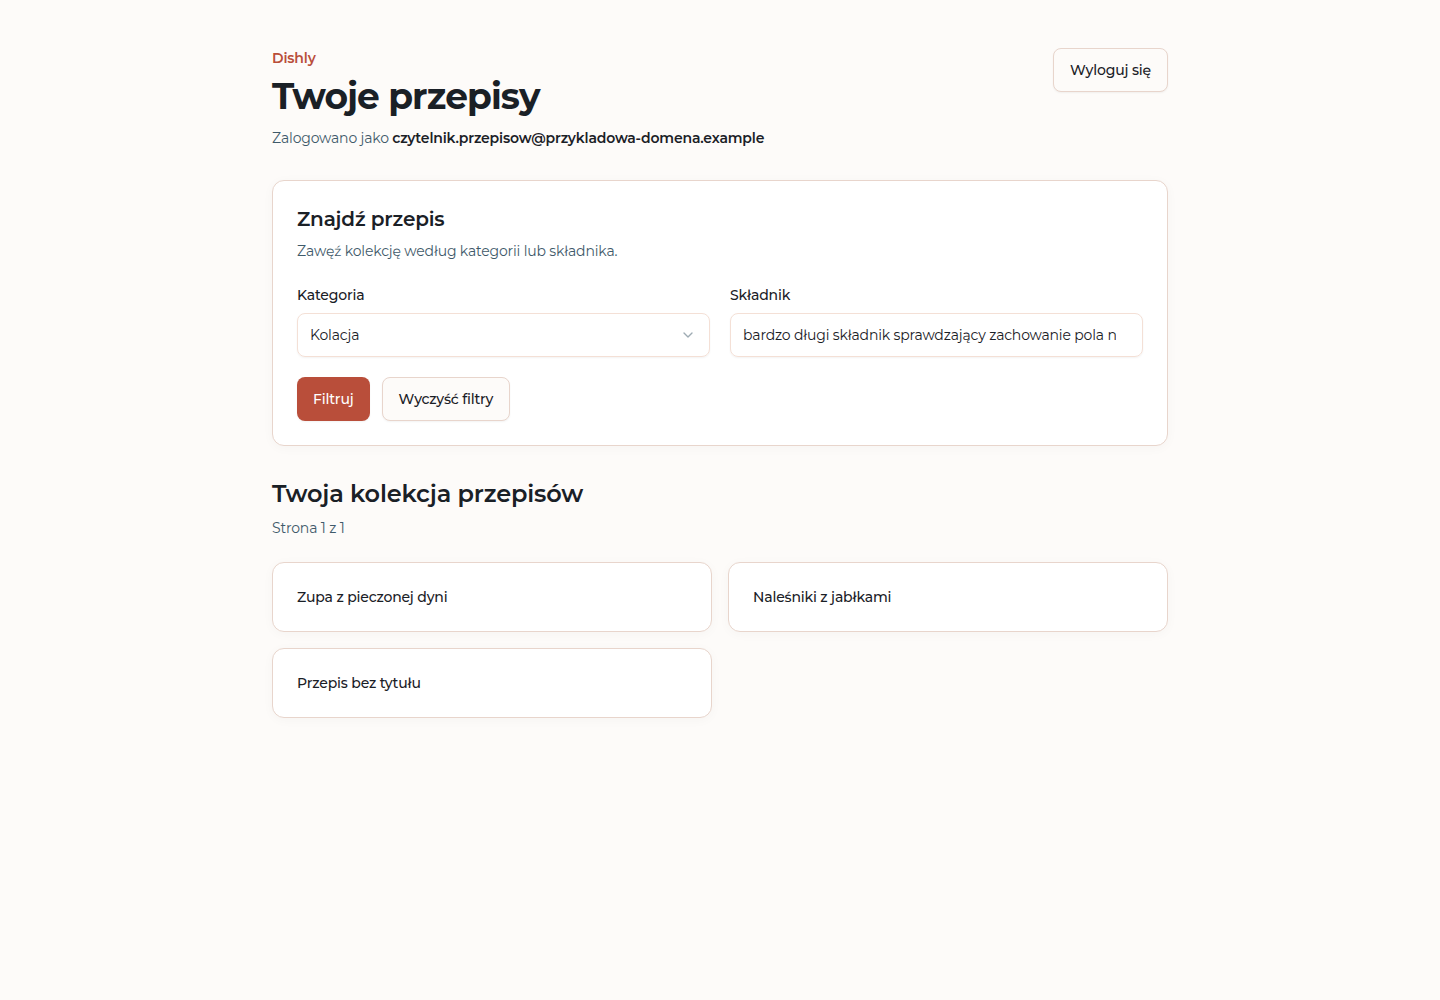 Dishly
Wyloguj się
Twoje przepisy
Zalogowano jako czytelnik.przepisow@przykladowa-domena.example
Znajdź przepis
Zawęź kolekcję według kategorii lub składnika.
Kategoria
Składnik
Kolacja
bardzo długi składnik sprawdzający zachowanie pola n
Filtruj
Wyczyść filtry
Twoja kolekcja przepisów
Strona 1 z 1
Zupa z pieczonej dyni
Naleśniki z jabłkami
Przepis bez tytułu